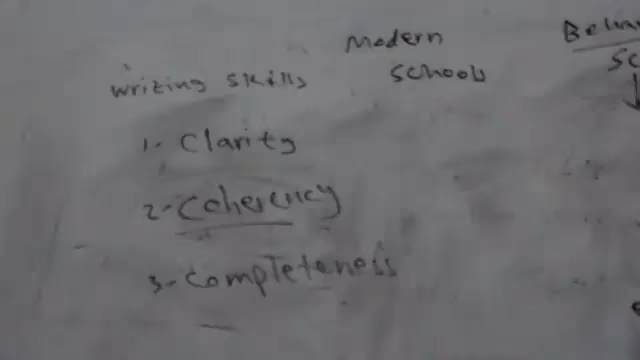 Modern
writing skills schools
1- Clarity
2- Coherency
3- Completeness